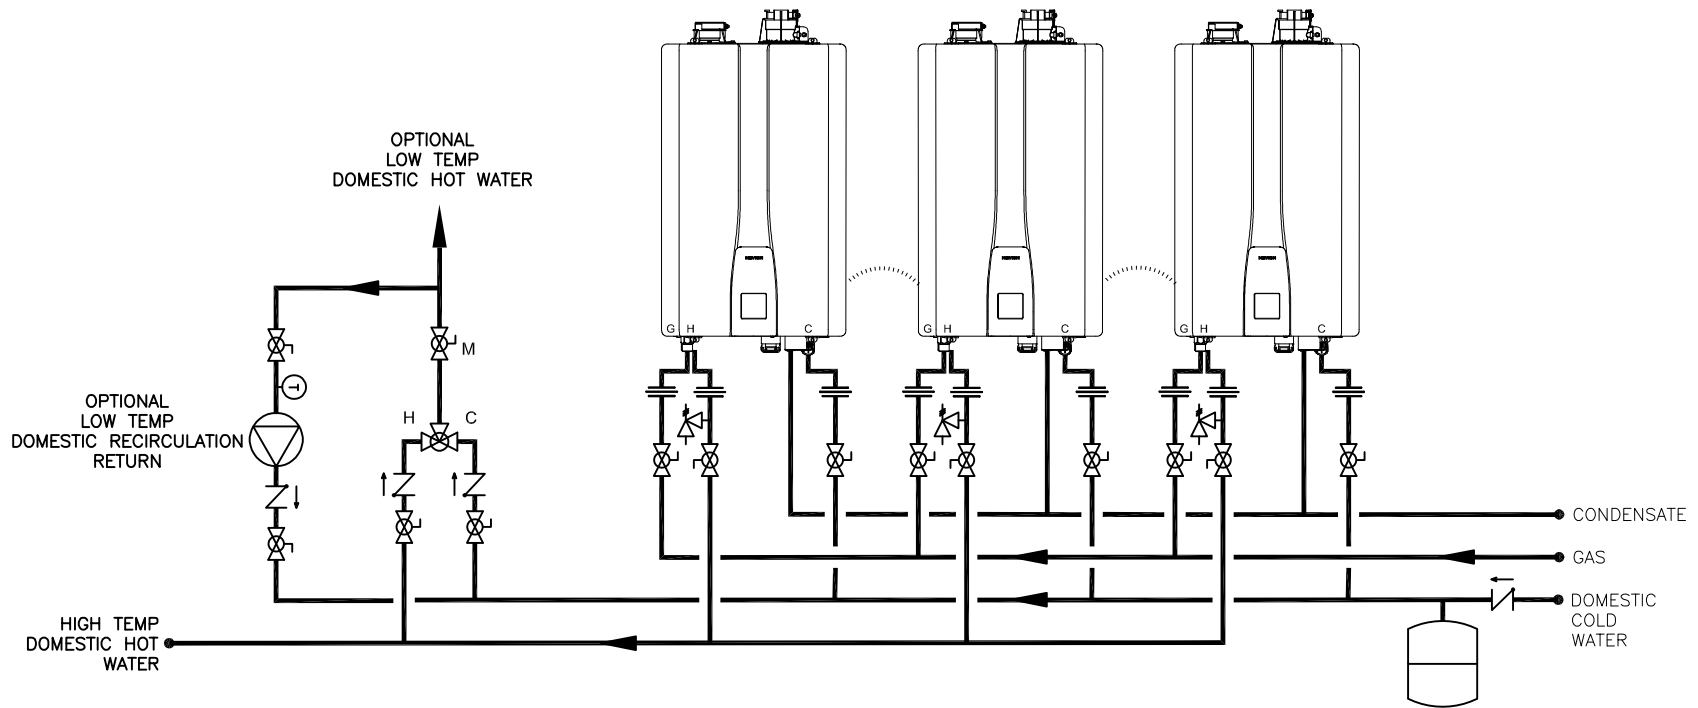 OPTIONAL
LOW TEMP
DOMESTIC HOT WATER
G H C
G H C
G H C
M
T
OPTIONAL
LOW TEMP
DOMESTIC RECIRCULATION
RETURN
H C
CONDENSATE
GAS
DOMESTIC
COLD
WATER
HIGH TEMP
DOMESTIC HOT
WATER